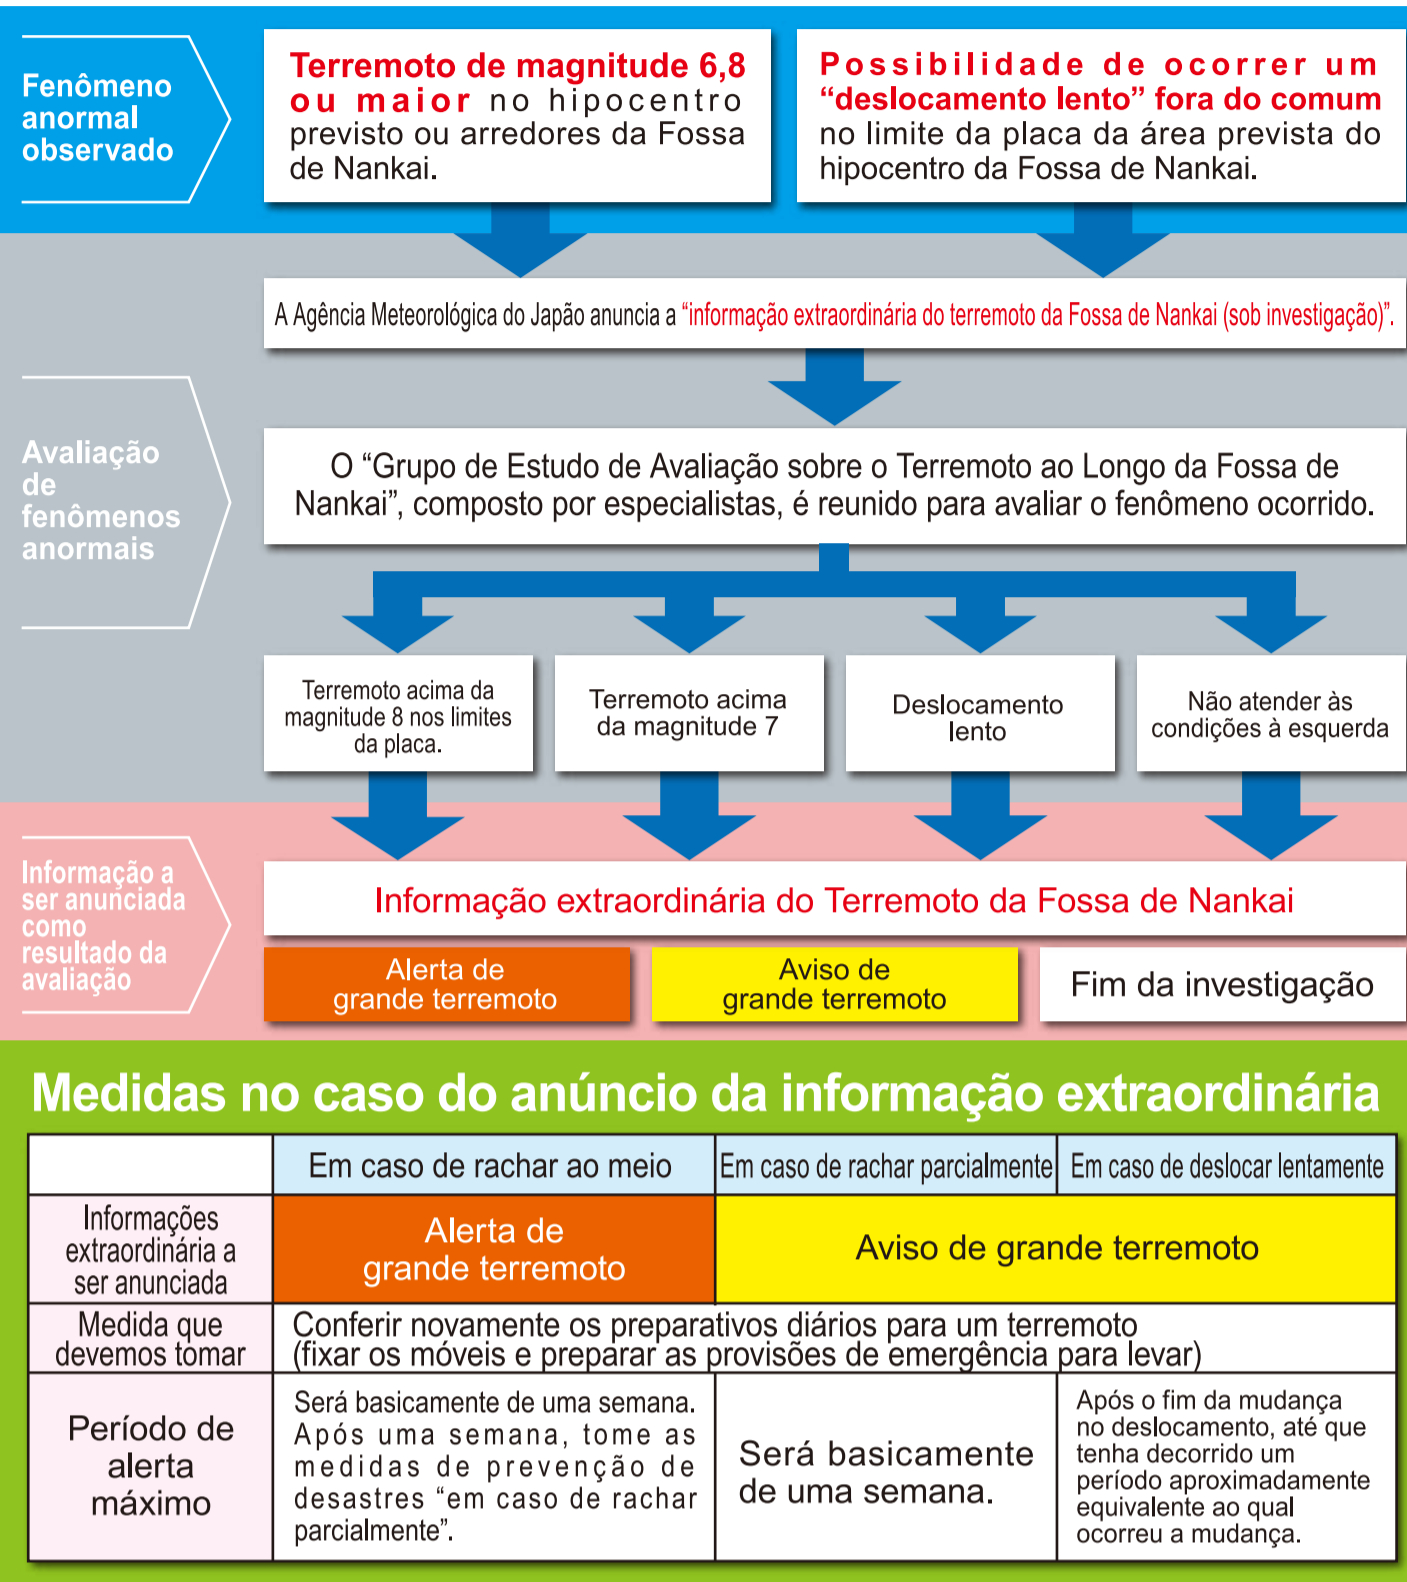 Fenômeno
anormal
observado
Terremoto de magnitude 6,8
ou maior no hipocentro
previsto ou arredores da Fossa
de Nankai.
Possibilidade de ocorrer um
“deslocamento lento” fora do comum
no limite da placa da área prevista do
hipocentro da Fossa de Nankai.
A Agência Meteorológica do Japão anuncia a “informação extraordinária do terremoto da Fossa de Nankai (sob investigação)”.
Avaliação
de
fenômenos
anormais
O “Grupo de Estudo de Avaliação sobre o Terremoto ao Longo da Fossa de
Nankai”, composto por especialistas, é reunido para avaliar o fenômeno ocorrido.
Terremoto acima da
magnitude 8 nos limites
da placa.
Terremoto acima
da magnitude 7
Deslocamento
lento
Não atender às
condições à esquerda
Informação a
ser anunciada
como
resultado da
avaliação
Informação extraordinária do Terremoto da Fossa de Nankai
Alerta de
grande terremoto
Aviso de
grande terremoto
Fim da investigação
Medidas no caso do anúncio da informação extraordinária
Em caso de rachar ao meio
Em caso de rachar parcialmente
Em caso de deslocar lentamente
Informações
extraordinária a
ser anunciada
Alerta de
grande terremoto
Aviso de grande terremoto
Medida que
devemos tomar
Conferir novamente os preparativos diários para um terremoto
(fixar os móveis e preparar as provisões de emergência para levar)
Período de
alerta
máximo
Será basicamente de uma semana.
Após uma semana, tome as
medidas de prevenção de
desastres “em caso de rachar
parcialmente”.
Será basicamente
de uma semana.
Após o fim da mudança
no deslocamento, até que
tenha decorrido um
período aproximadamente
equivalente ao qual
ocorreu a mudança.